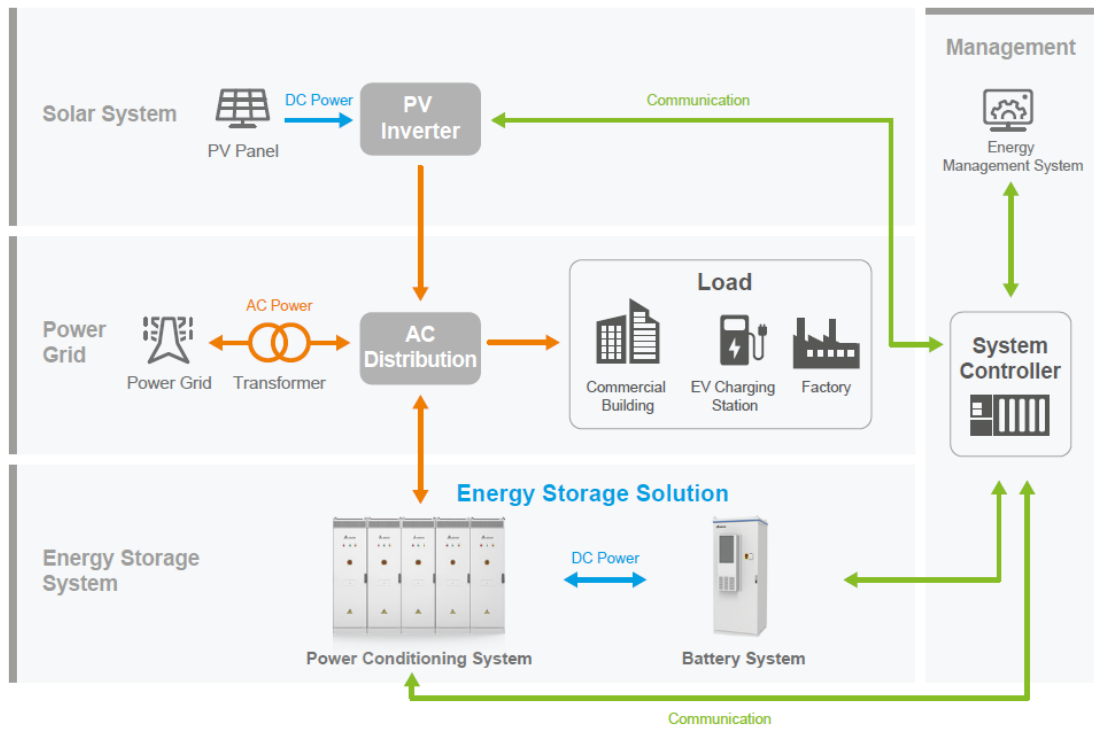 Management
Solar System
PV Panel
DC Power
PV
Inverter
Communication
Energy
Management System
Power
Grid
Power Grid
AC Power
Transformer
AC
Distribution
Load
Commercial
Building
EV Charging
Station
Factory
System
Controller
Energy Storage Solution
Energy Storage
System
Power Conditioning System
DC Power
Battery System
Communication